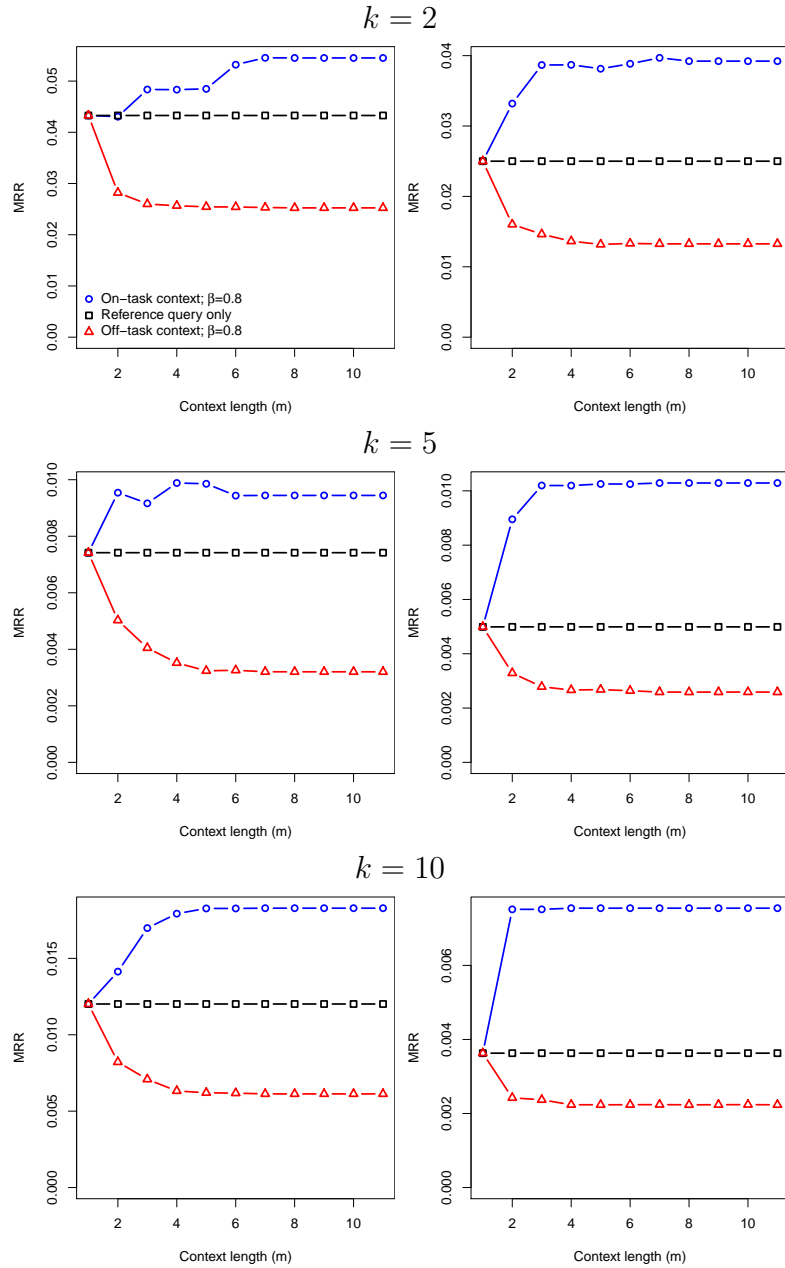 k = 2
0.00 0.01 0.02 0.03 0.04 0.05
MRR
2 4 6 8 10
Context length (m)
On−task context; β=0.8
Reference query only
Off−task context; β=0.8
0.00 0.01 0.02 0.03 0.04
MRR
2 4 6 8 10
Context length (m)
k = 5
0.000 0.002 0.004 0.006 0.008 0.010
MRR
2 4 6 8 10
Context length (m)
0.000 0.002 0.004 0.006 0.008 0.010
MRR
2 4 6 8 10
Context length (m)
k = 10
0.000 0.005 0.010 0.015
MRR
2 4 6 8 10
Context length (m)
0.000 0.002 0.004 0.006
MRR
2 4 6 8 10
Context length (m)